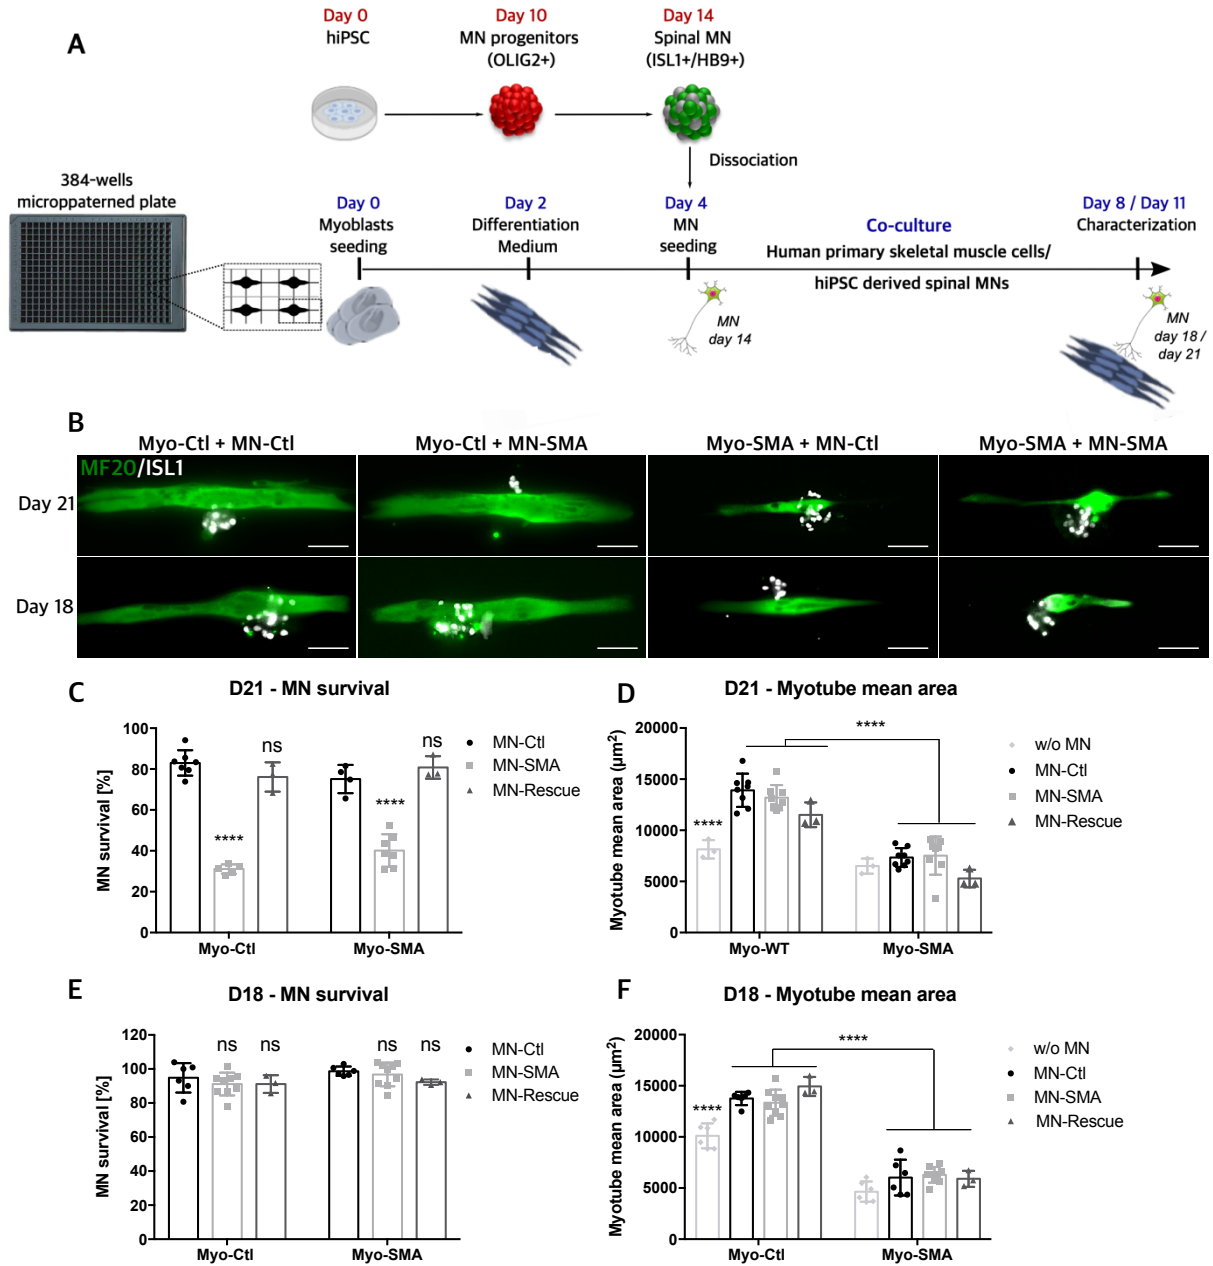 A
Day 0
hiPSC
Day 10
MN progenitors
(OLIG2+)
Day 14
Spinal MN
(ISL1+/HB9+)
Dissociation
384-wells
microppaterned plate
Day 0
Myoblasts
seeding
Day 2
Differentiation
Medium
Day 4
MN
seeding
Co-culture
Human primary skeletal muscle cells/
hiPSC derived spinal MNs
Day 8 / Day 11
Characterization
MN
day 14
MN
day 18 /
day 21
B
Myo-Ctl + MN-Ctl
Myo-Ctl + MN-SMA
Myo-SMA + MN-Ctl
Myo-SMA + MN-SMA
MF20/ISL1
Day 21
Day 18
C
D21 - MN survival
MN survival [%]
100
80
60
40
20
0
****
ns
****
ns
Myo-Ctl
Myo-SMA
MN-Ctl
MN-SMA
MN-Rescue
D
D21 - Myotube mean area
Myotube mean area (µm²)
20000
15000
10000
5000
0
****
****
Myo-WT
Myo-SMA
w/o MN
MN-Ctl
MN-SMA
MN-Rescue
E
D18 - MN survival
MN survival [%]
120
100
80
60
40
20
0
ns
ns
ns
ns
Myo-Ctl
Myo-SMA
MN-Ctl
MN-SMA
MN-Rescue
F
D18 - Myotube mean area
Myotube mean area (µm²)
20000
15000
10000
5000
0
****
****
Myo-Ctl
Myo-SMA
w/o MN
MN-Ctl
MN-SMA
MN-Rescue